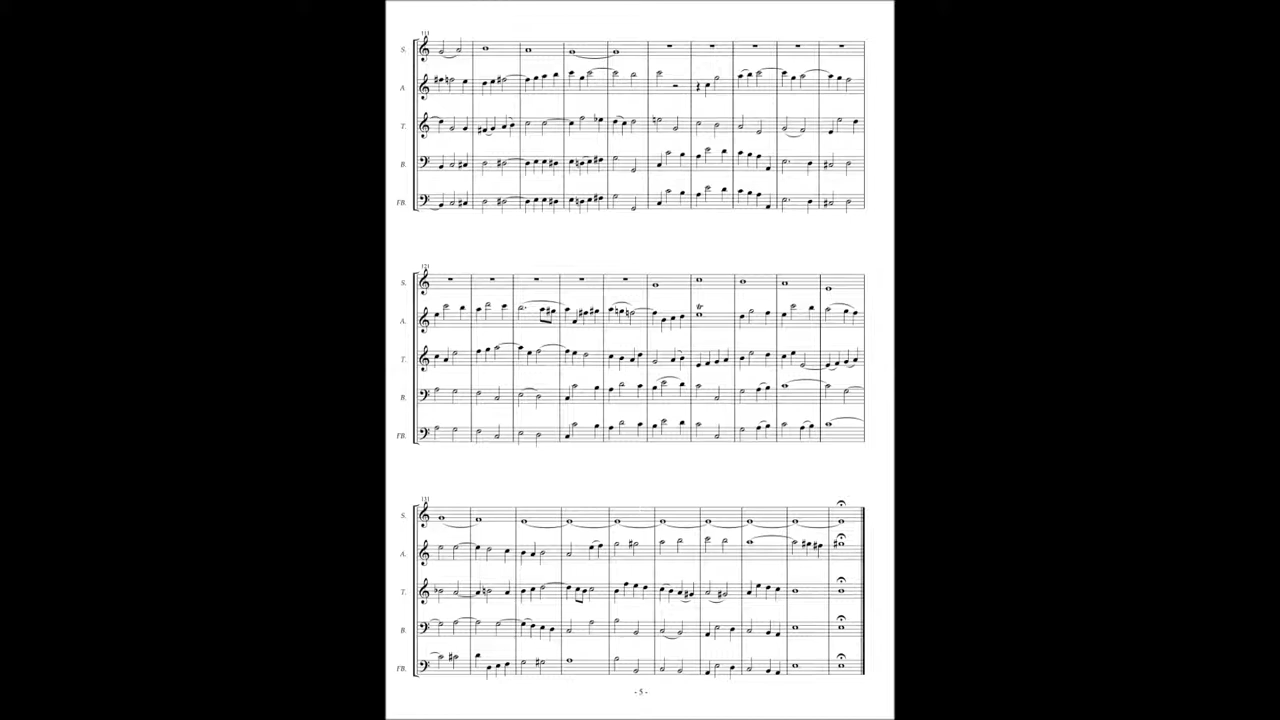 111
S.
A
T.
B.
FB.
121
S.
A.
T.
B.
FB.
131
S.
A.
T.
B.
FB.
- 5 -